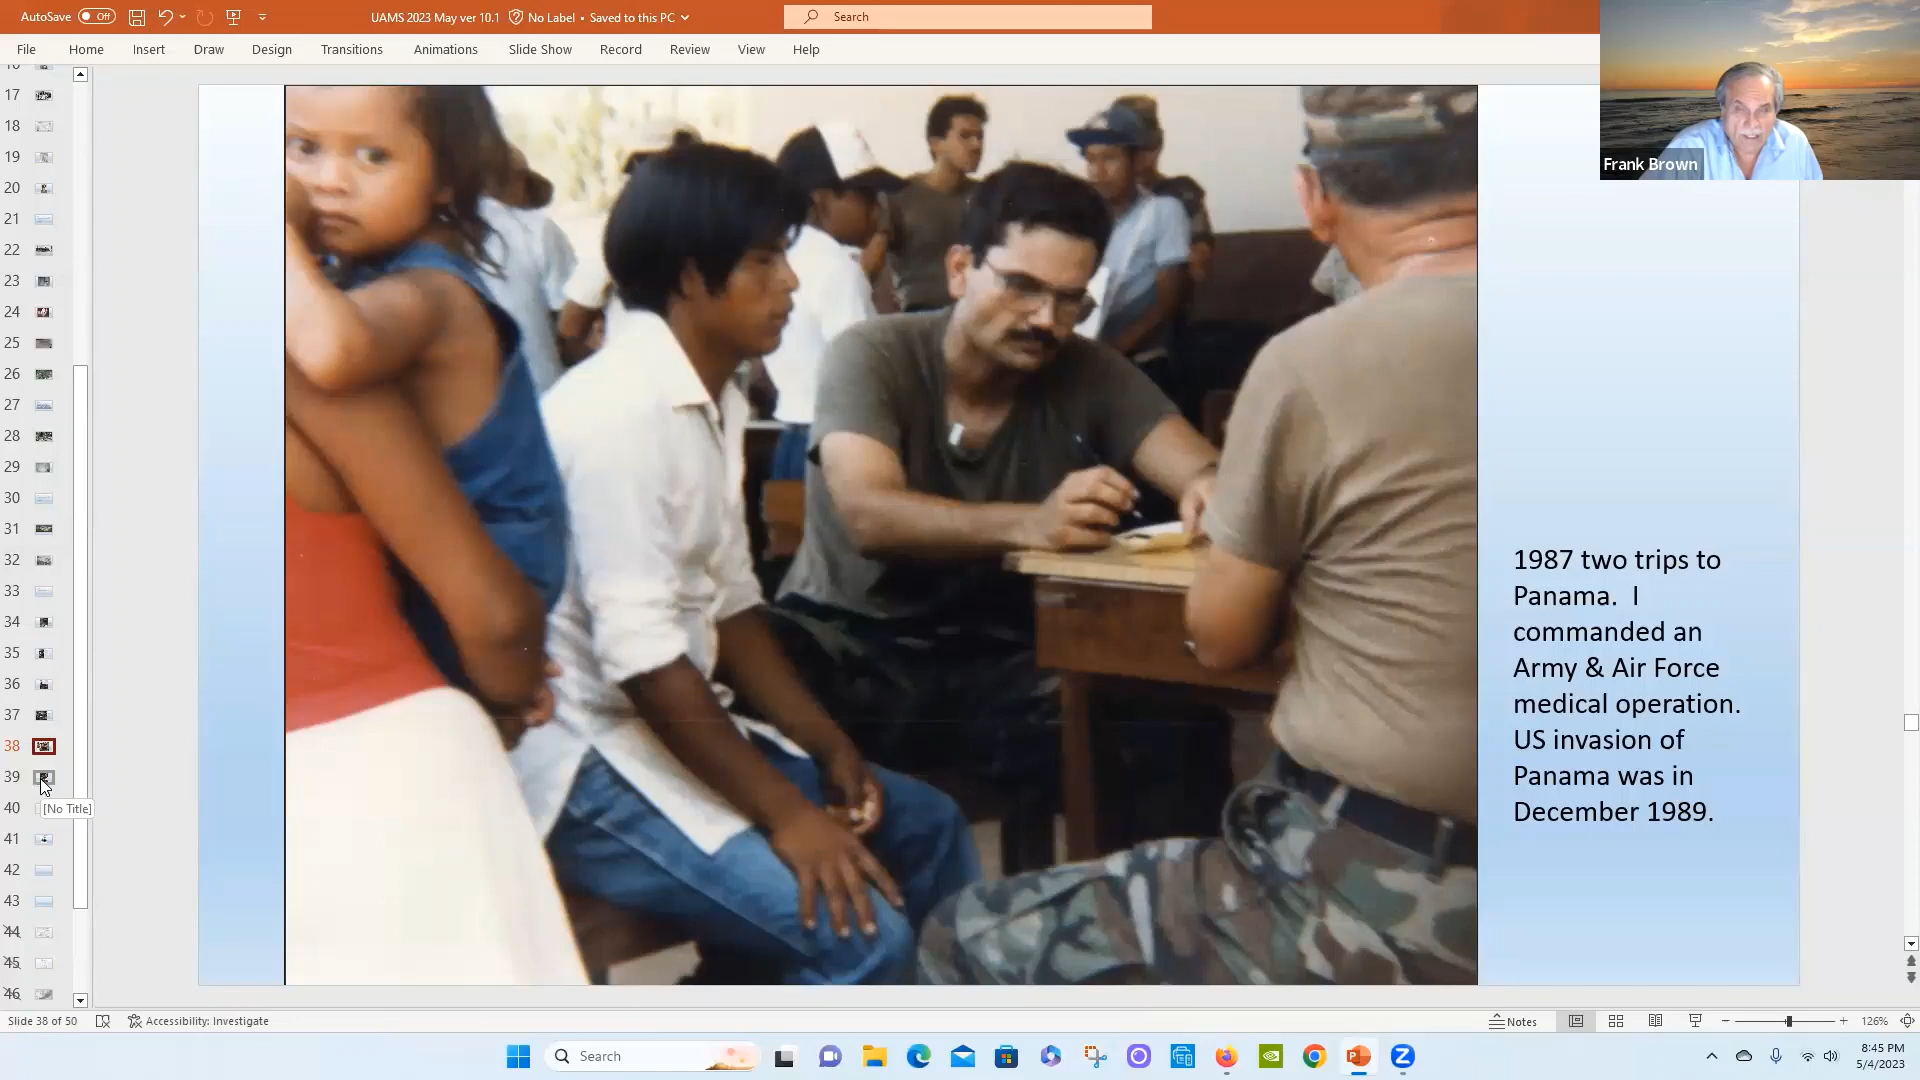 AutoSave Off
UAMS 2023 May ver 10.1
No Label • Saved to this PC
Search
File Home Insert Draw Design Transitions Animations Slide Show Record Review View Help
Frank Brown
16
17
18
19
20
21
22
23
24
25
26
27
28
29
30
31
32
33
34
35
36
37
38
39
[No Title]
40
41
42
43
44
45
46
1987 two trips to
Panama. I
commanded an
Army & Air Force
medical operation.
US invasion of
Panama was in
December 1989.
Slide 38 of 50
Accessibility: Investigate
Notes
126%
Search
8:45 PM
5/4/2023